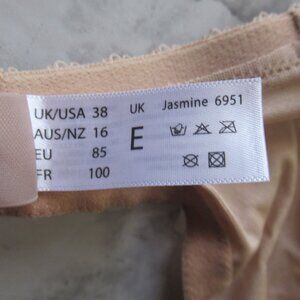 UK/USA 38 UK Jasmine 6951
AUS/NZ 16 E
EU 85
FR 100